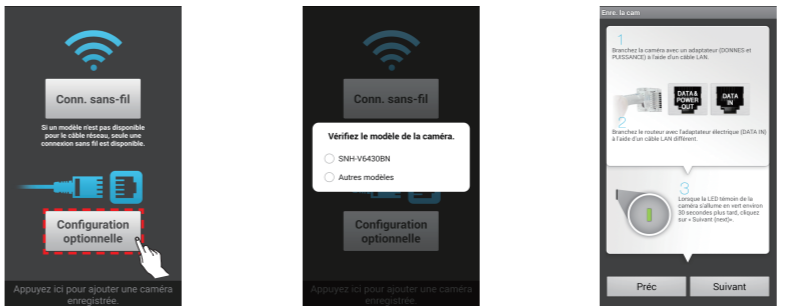 Conn. sans-fil
Si un modèle n'est pas disponible
pour le câble réseau, seule une
connexion sans fil est disponible.
Configuration
optionnelle
Appuyez ici pour ajouter une caméra
enregistrée.
Conn. sans-fil
Vérifiez le modèle de la caméra.
SNH-V6430BN
Autres modèles
Configuration
optionnelle
Appuyez ici pour ajouter une caméra
enregistrée.
Enre. la cam
1
Branchez la caméra avec un adaptateur (DONNES et
PUISSANCE) à l'aide d'un câble LAN.
DATA &
POWER
OUT
DATA
IN
2
Branchez le routeur avec l'adaptateur électrique (DATA IN)
à l'aide d'un câble LAN différent.
3
Lorsque la LED témoin de la
caméra s'allume en vert environ
30 secondes plus tard, cliquez
sur « Suivant (next)».
Préc
Suivant